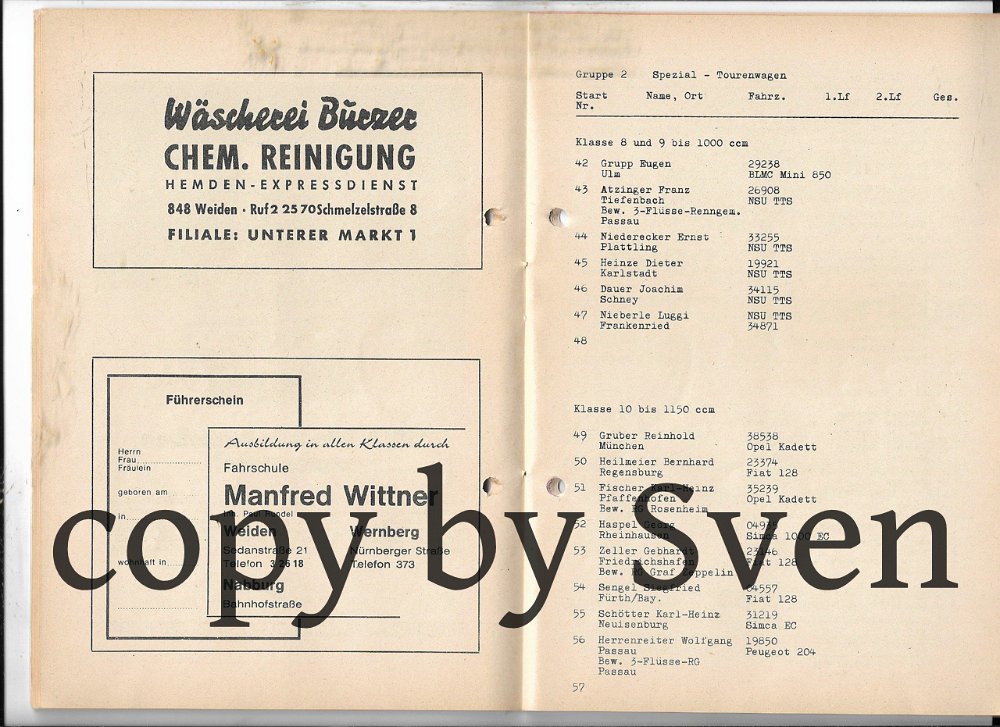 Wäscherei Bürzer
CHEM. REINIGUNG
HEMDEN-EXPRESSDIENST
848 Weiden · Ruf 2 25 70 Schmelzelstraße 8
FILIALE: UNTERER MARKT 1
Führerschein
Herrn
Frau
Fräulein
geboren am
in
wohnhaft in
Ausbildung in allen Klassen durch
Fahrschule
Manfred Wittner
Inh. Paul
Weiden Wernberg
Sedanstraße 21 Nürnberger Straße
Telefon 3 26 18 Telefon 373
Nabburg
Bahnhofstraße
Gruppe 2 Spezial - Tourenwagen
Start Name, Ort Fahrz. 1.Lf 2.Lf Ges.
Nr.
Klasse 8 und 9 bis 1000 ccm
42 Grupp Eugen 29238
Ulm BLMC Mini 850
43 Atzinger Franz 26908
Tiefenbach NSU TTS
Bew. 3-Flüsse-Renngem.
Passau
44 Niederecker Ernst 33255
Plattling NSU TTS
45 Heinze Dieter 19921
Karlstadt NSU TTS
46 Dauer Joachim 34115
Schney NSU TTS
47 Nieberle Luggi NSU TTS
Frankenried 34871
48
Klasse 10 bis 1150 ccm
49 Gruber Reinhold 38538
München Opel Kadett
50 Heilmeier Bernhard 23374
Regensburg Fiat 128
51 Fischer Karl-Heinz 35239
Pfaffenhofen Opel Kadett
Bew. RG Rosenheim
52 Haspel Georg
Rheinhausen Simca 1000 EC
53 Zeller Gebhardt
Friedrichshafen Fiat 128
Bew. RG Graf Zeppelin
54 Sengel Siegfried 04557
Fürth/Bay. Fiat 128
55 Schötter Karl-Heinz 31219
Neuisenburg Simca EC
56 Herrenreiter Wolfgang 19850
Passau Peugeot 204
Bew. 3-Flüsse-RG
Passau
57
copy by Sven